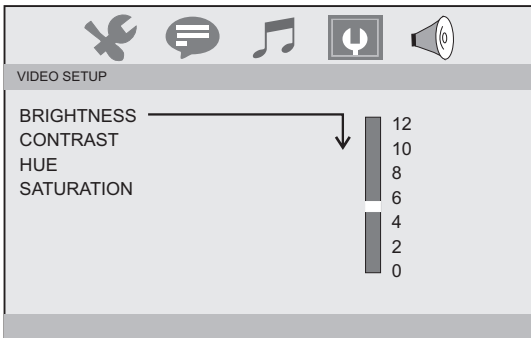 VIDEO SETUP
BRIGHTNESS
CONTRAST
HUE
SATURATION
12
10
8
6
4
2
0